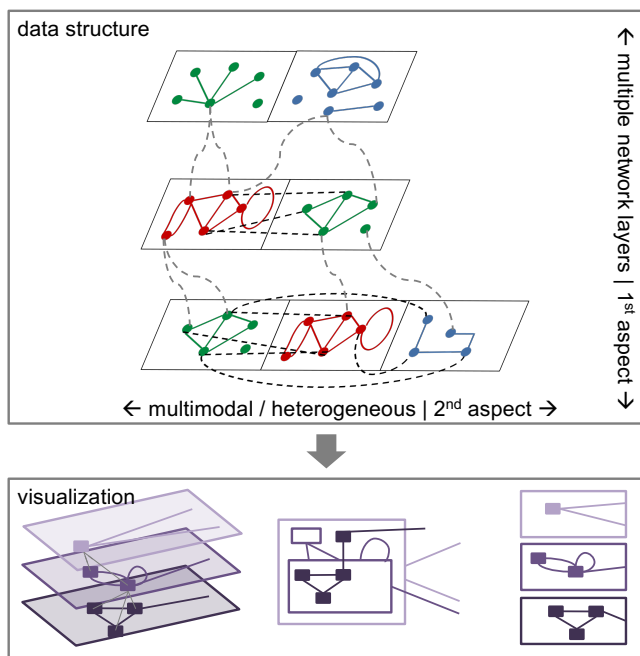 data structure
← multiple network layers | 1st aspect →
← multimodal / heterogeneous | 2nd aspect →
visualization